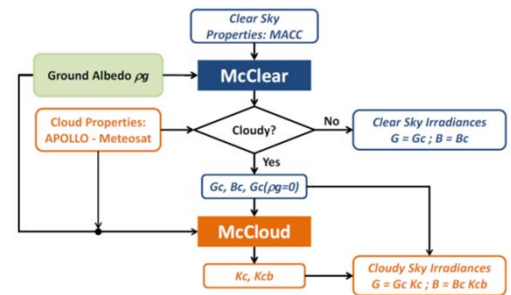 Clear Sky
Properties: MACC
Ground Albedo ρg
McClear
Cloud Properties:
APOLLO - Meteosat
Cloudy?
No
Clear Sky Irradiances
G = Gc ; B = Bc
Yes
Gc, Bc, Gc(ρg=0)
McCloud
Kc, Kcb
Cloudy Sky Irradiances
G = Gc Kc ; B = Bc Kcb